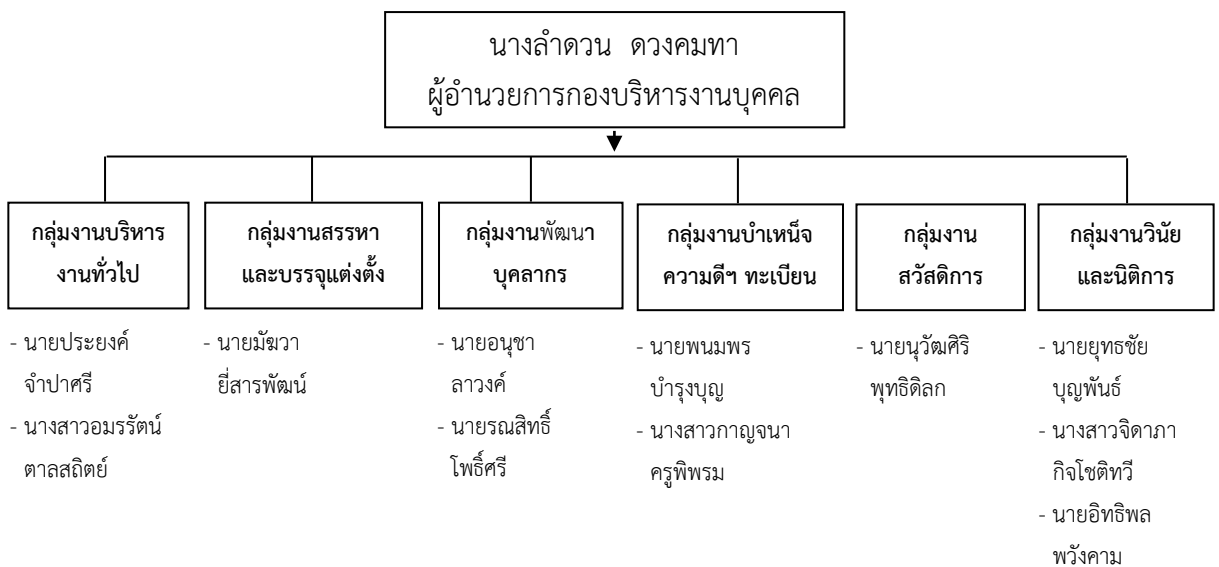 นางลำดวน ดวงคมทา
ผู้อำนวยการกองบริหารงานบุคคล
กลุ่มงานบริหาร
งานทั่วไป
- นายประยงค์
จำปาศรี
- นางสาวอมรรัตน์
ตาลสถิตย์
กลุ่มงานสรรหา
และบรรจุแต่งตั้ง
- นายมัฆวา
ยี่สารพัฒน์
กลุ่มงานพัฒนา
บุคลากร
- นายอนุชา
ลาวงค์
- นายรณสิทธิ์
โพธิ์ศรี
กลุ่มงานบำเหน็จ
ความดีฯ ทะเบียน
- นายพนมพร
บำรุงบุญ
- นางสาวกาญจนา
ครูพิพรม
กลุ่มงาน
สวัสดิการ
- นายนุวัฒศิริ
พุทธิดิลก
กลุ่มงานวินัย
และนิติการ
- นายยุทธชัย
บุญพันธ์
- นางสาวจิดาภา
กิจโชติทวี
- นายอิทธิพล
พวังคาม